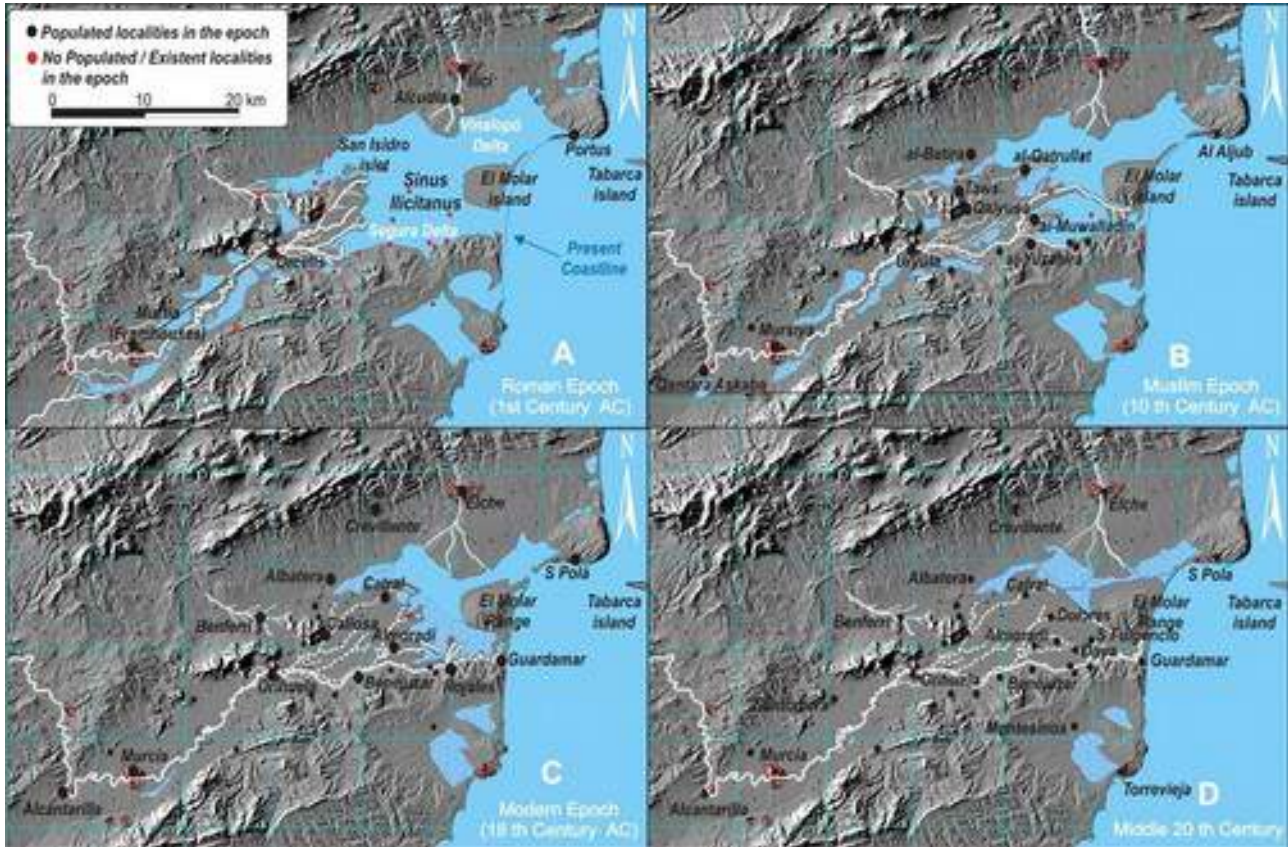 Populated localities in the epoch
No Populated / Existent localities
in the epoch
0 10 20 km
N
Ilici
Alcudia
Vinalopó
Delta
Portus
San Isidro
islet
Sinus
Ilicitanus
El Molar
island
Tabarca
island
Segura Delta
Present
Coastline
Murtia
A
Roman Epoch
(1st Century AC)
N
Elx
al-Batira
al-Qatrullat
Al Aljub
El Molar
island
Tabarca
island
al-Muwalladin
Uryula
Mursiya
Qantara Askaba
B
Muslim Epoch
(10 th Century AC)
N
Elche
Crevillente
Albatera
Catral
S Pola
El Molar
Range
Tabarca
island
Benferri
Callosa
Almoradi
Guardamar
Orihuela
Benijofar
Rojales
Murcia
Alcantarilla
C
Modern Epoch
(18 th Century AC)
N
Elche
Crevillente
Albatera
Catral
S Pola
Tabarca
island
El Molar
Range
Benferri
Dolores
Almoradi
S Fulgencio
Daya
Guardamar
Orihuela
Benijofar
Montesinos
Murcia
Alcantarilla
Torrevieja
D
Middle 20 th Century